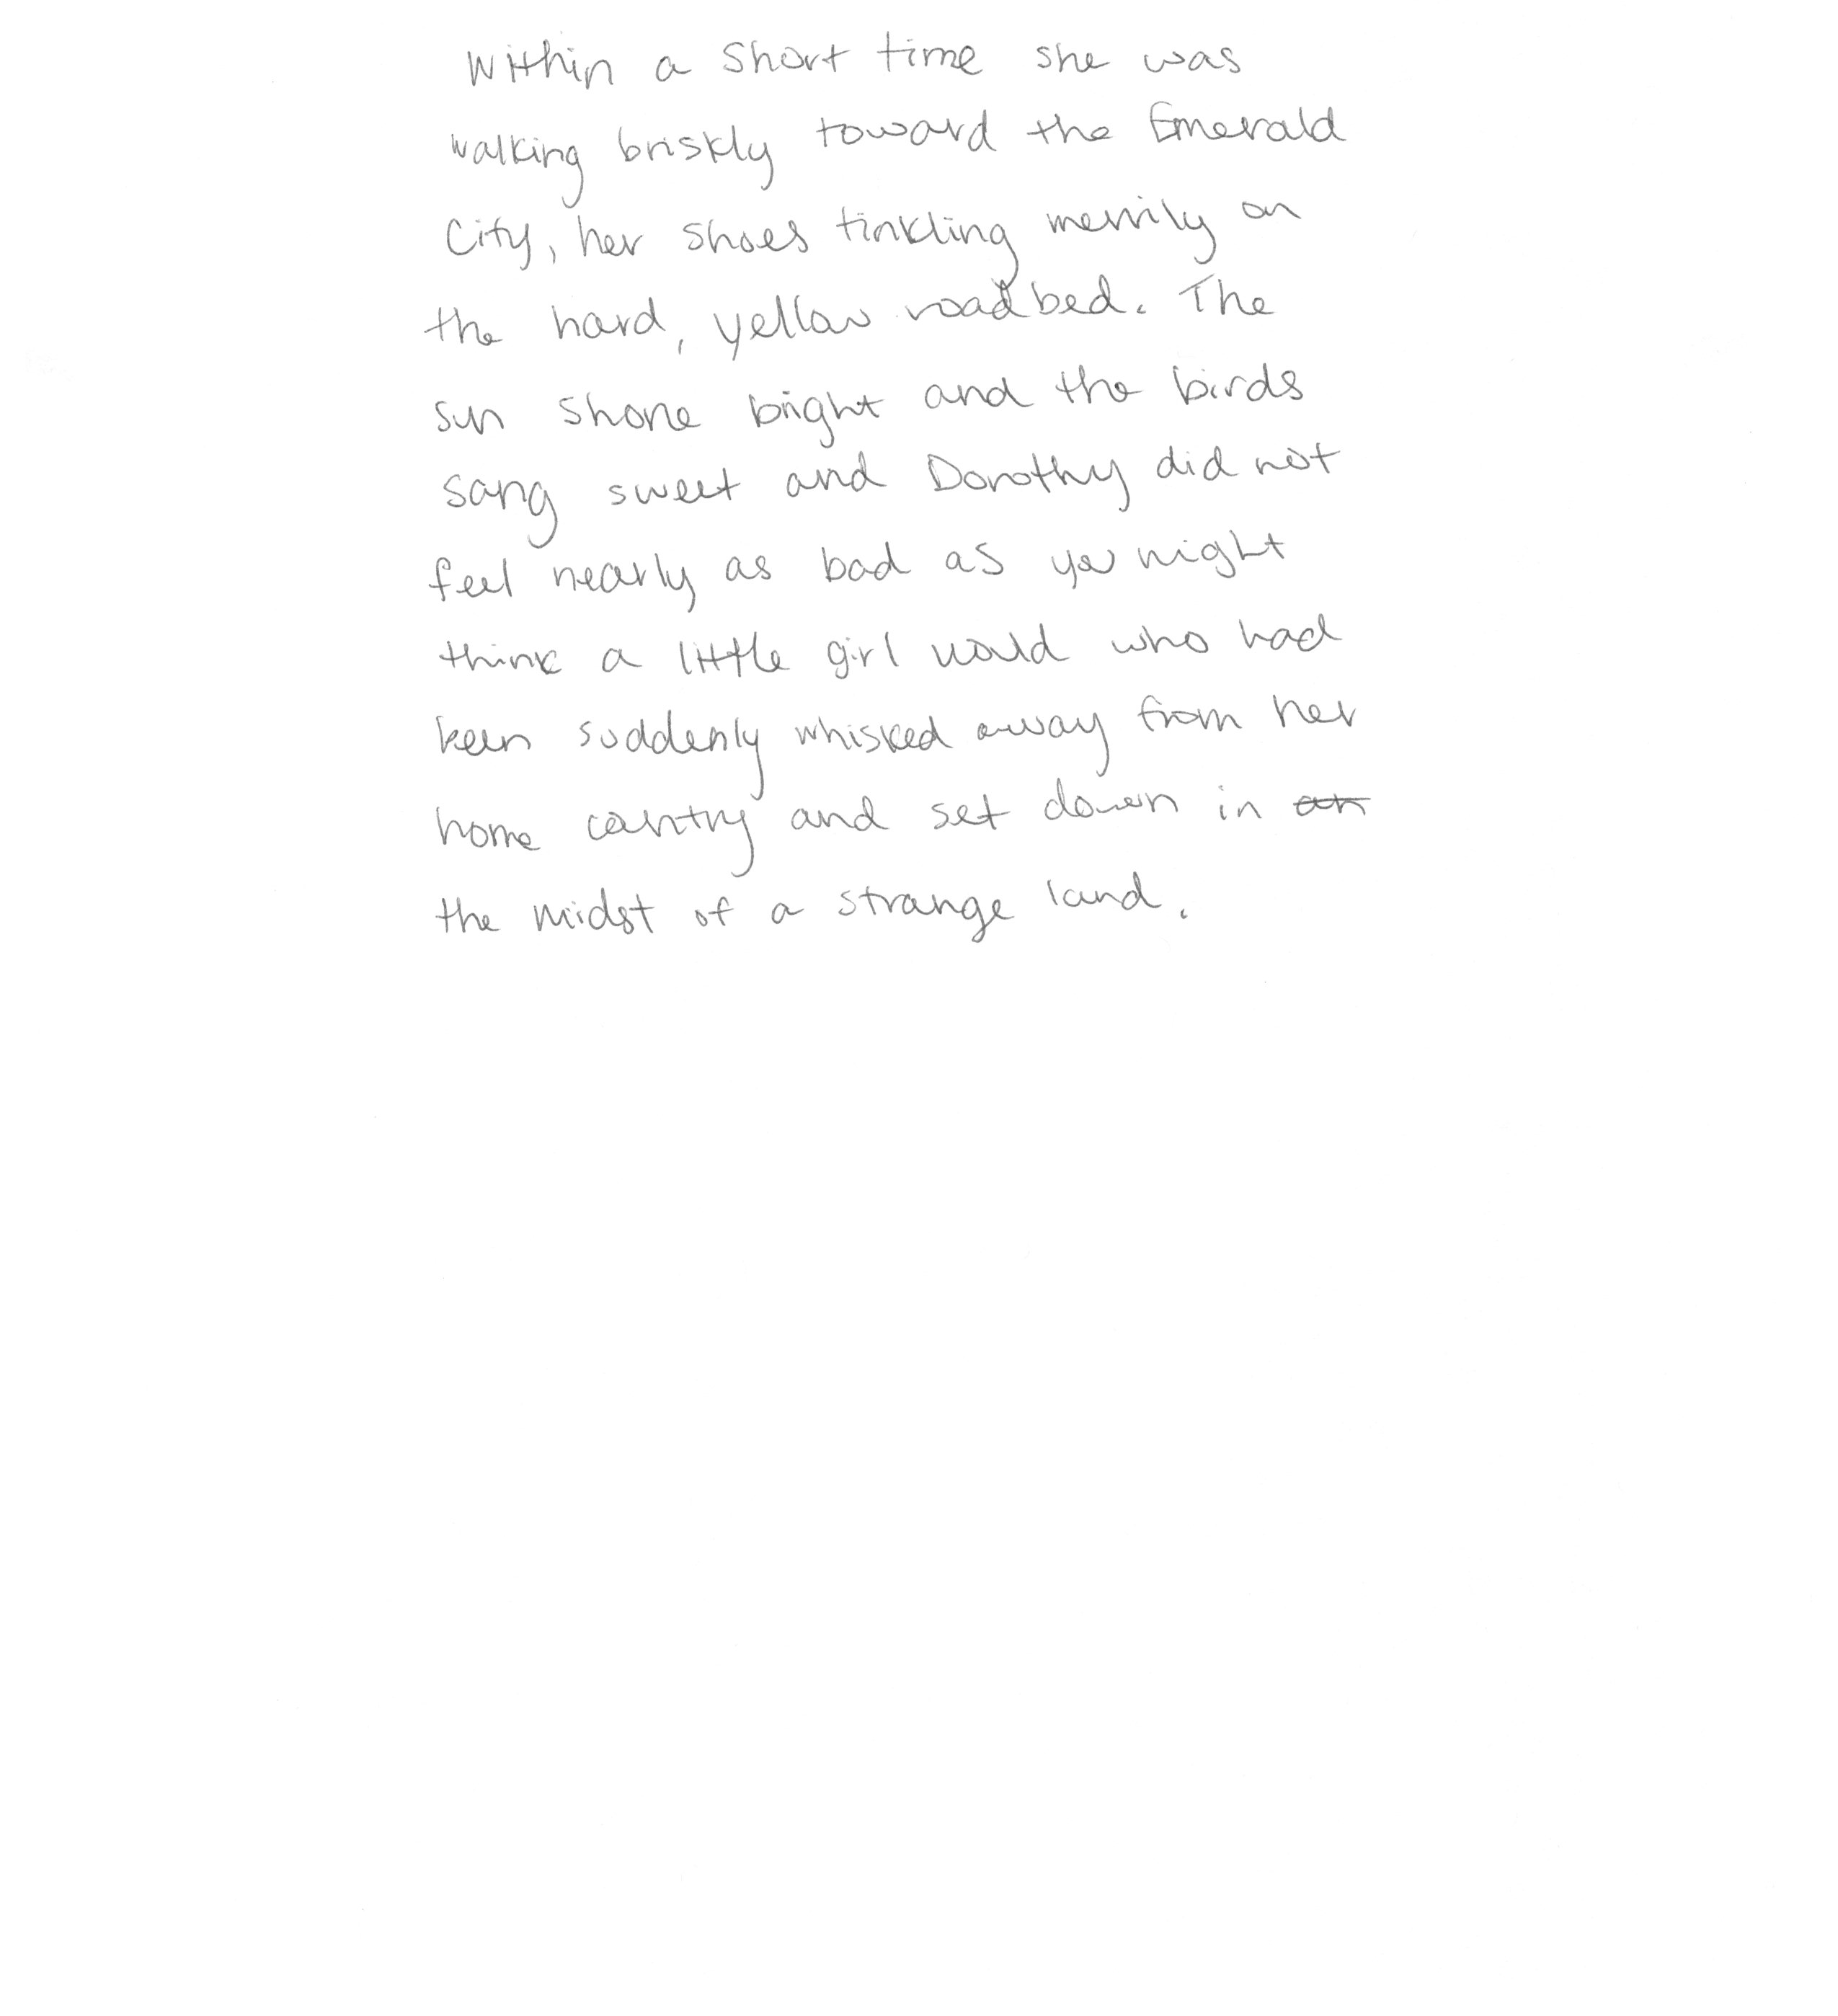 Within a short time she was
walking briskly toward the Emerald
City, her shoes tinkling merrily on
the hard, yellow roadbed. The
sun shone bright and the birds
sang sweet and Dorothy did not
feel nearly as bad as you might
think a little girl would who had
been suddenly whisked away from her
home country and set down in an
the midst of a strange land.